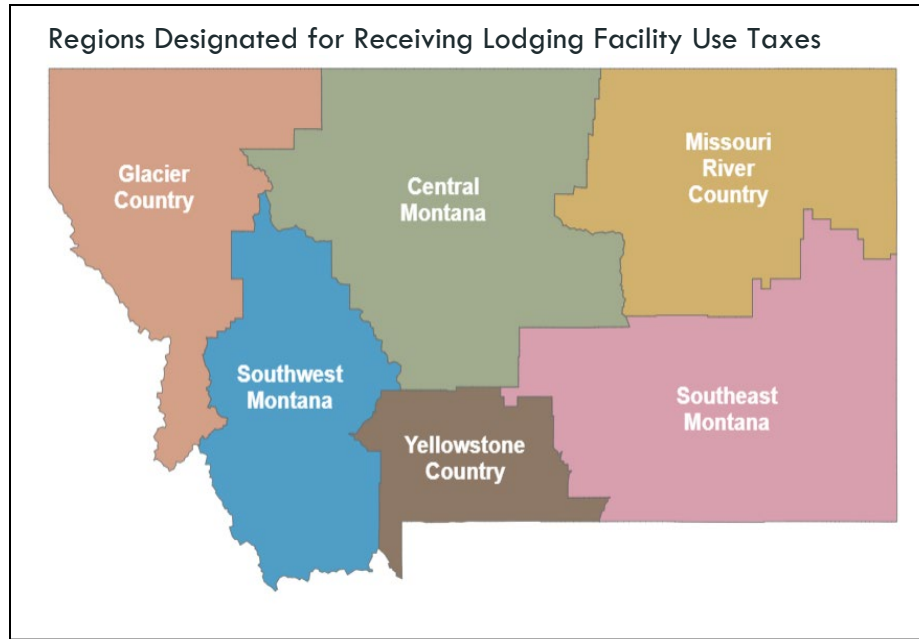 Regions Designated for Receiving Lodging Facility Use Taxes
Glacier
Country
Central
Montana
Missouri
River
Country
Southwest
Montana
Yellowstone
Country
Southeast
Montana